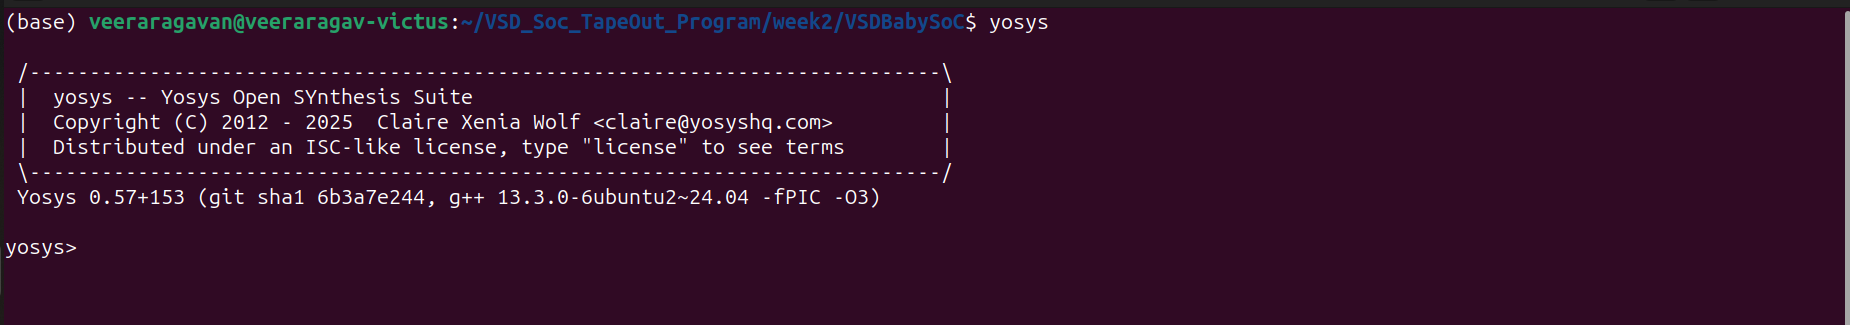 (base) veeraragavan@veeraragav-victus:~/VSD_Soc_TapeOut_Program/week2/VSDBabySoC$ yosys
/----------------------------------------------------------------------------\
|  yosys -- Yosys Open SYnthesis Suite                                       |
|  Copyright (C) 2012 - 2025  Claire Xenia Wolf <claire@yosyshq.com>         |
|  Distributed under an ISC-like license, type "license" to see terms        |
\----------------------------------------------------------------------------/
Yosys 0.57+153 (git sha1 6b3a7e244, g++ 13.3.0-6ubuntu2~24.04 -fPIC -O3)
yosys>